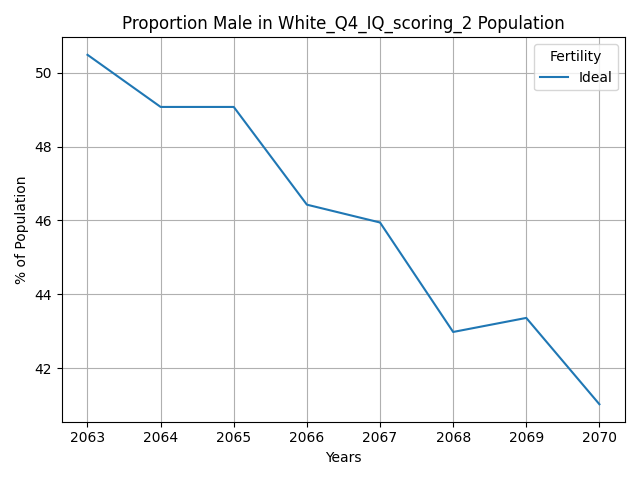 Proportion Male in White_Q4_IQ_scoring_2 Population
Fertility
Ideal
% of Population
50
48
46
44
42
2063 2064 2065 2066 2067 2068 2069 2070
Years